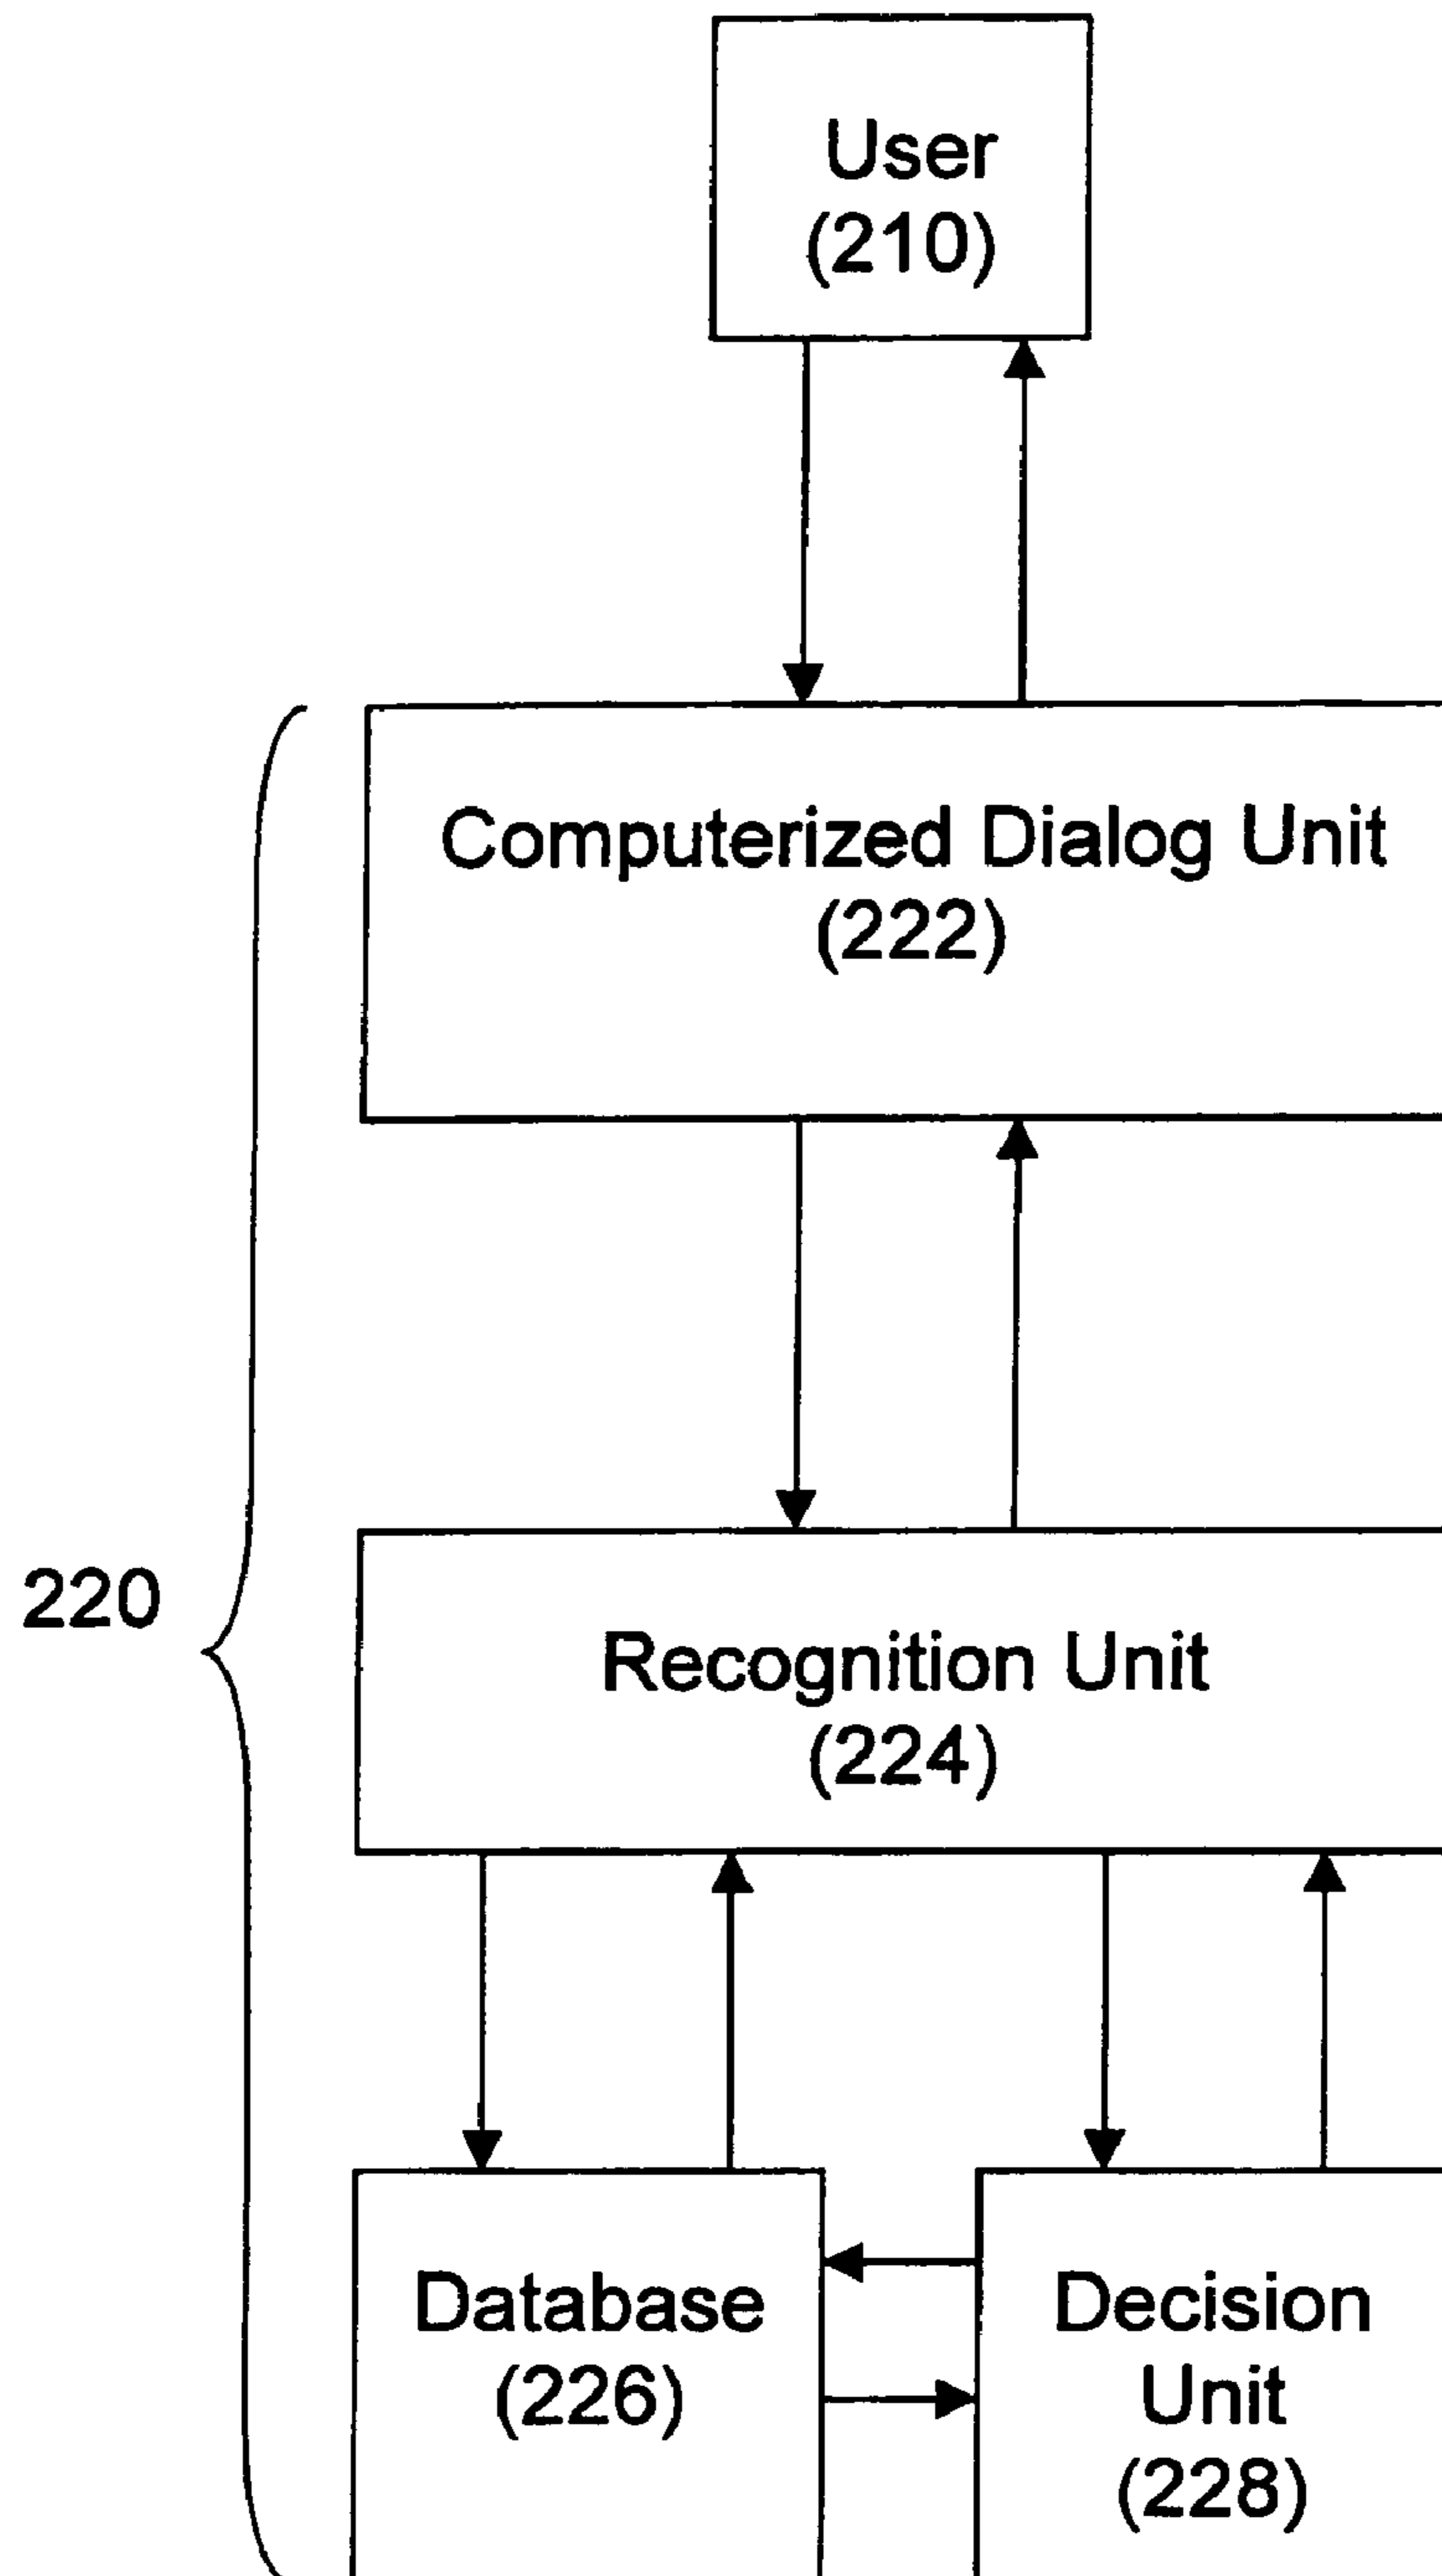 User
(210)
Computerized Dialog Unit
(222)
220
Recognition Unit
(224)
Database
(226)
Decision
Unit
(228)